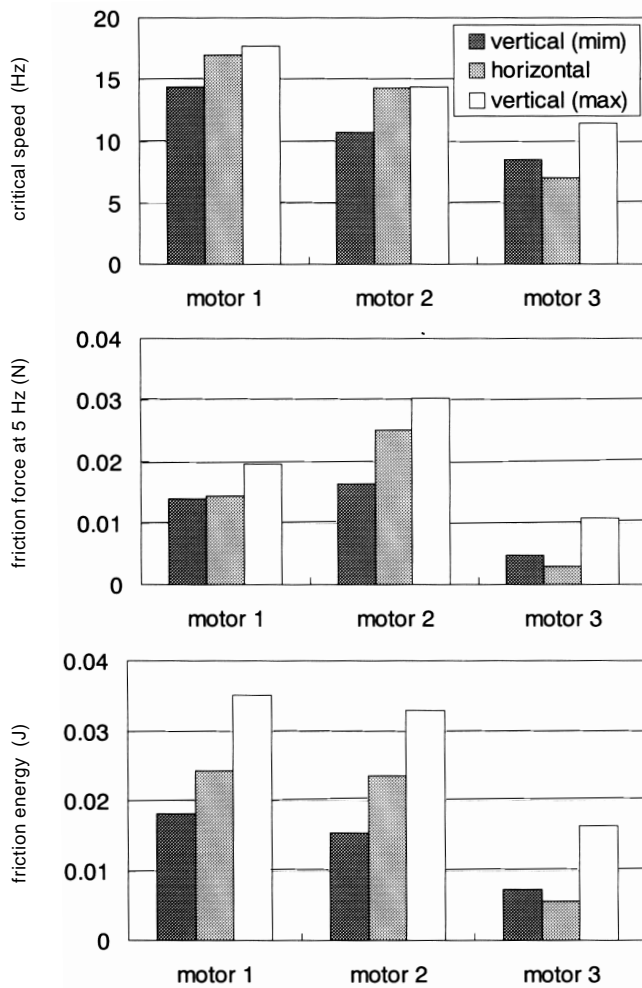 critical speed (Hz)
20
15
10
5
0
vertical (mim)
horizontal
vertical (max)
motor 1
motor 2
motor 3
friction force at 5 Hz (N)
0.04
0.03
0.02
0.01
0
motor 1
motor 2
motor 3
friction energy (J)
0.04
0.03
0.02
0.01
0
motor 1
motor 2
motor 3